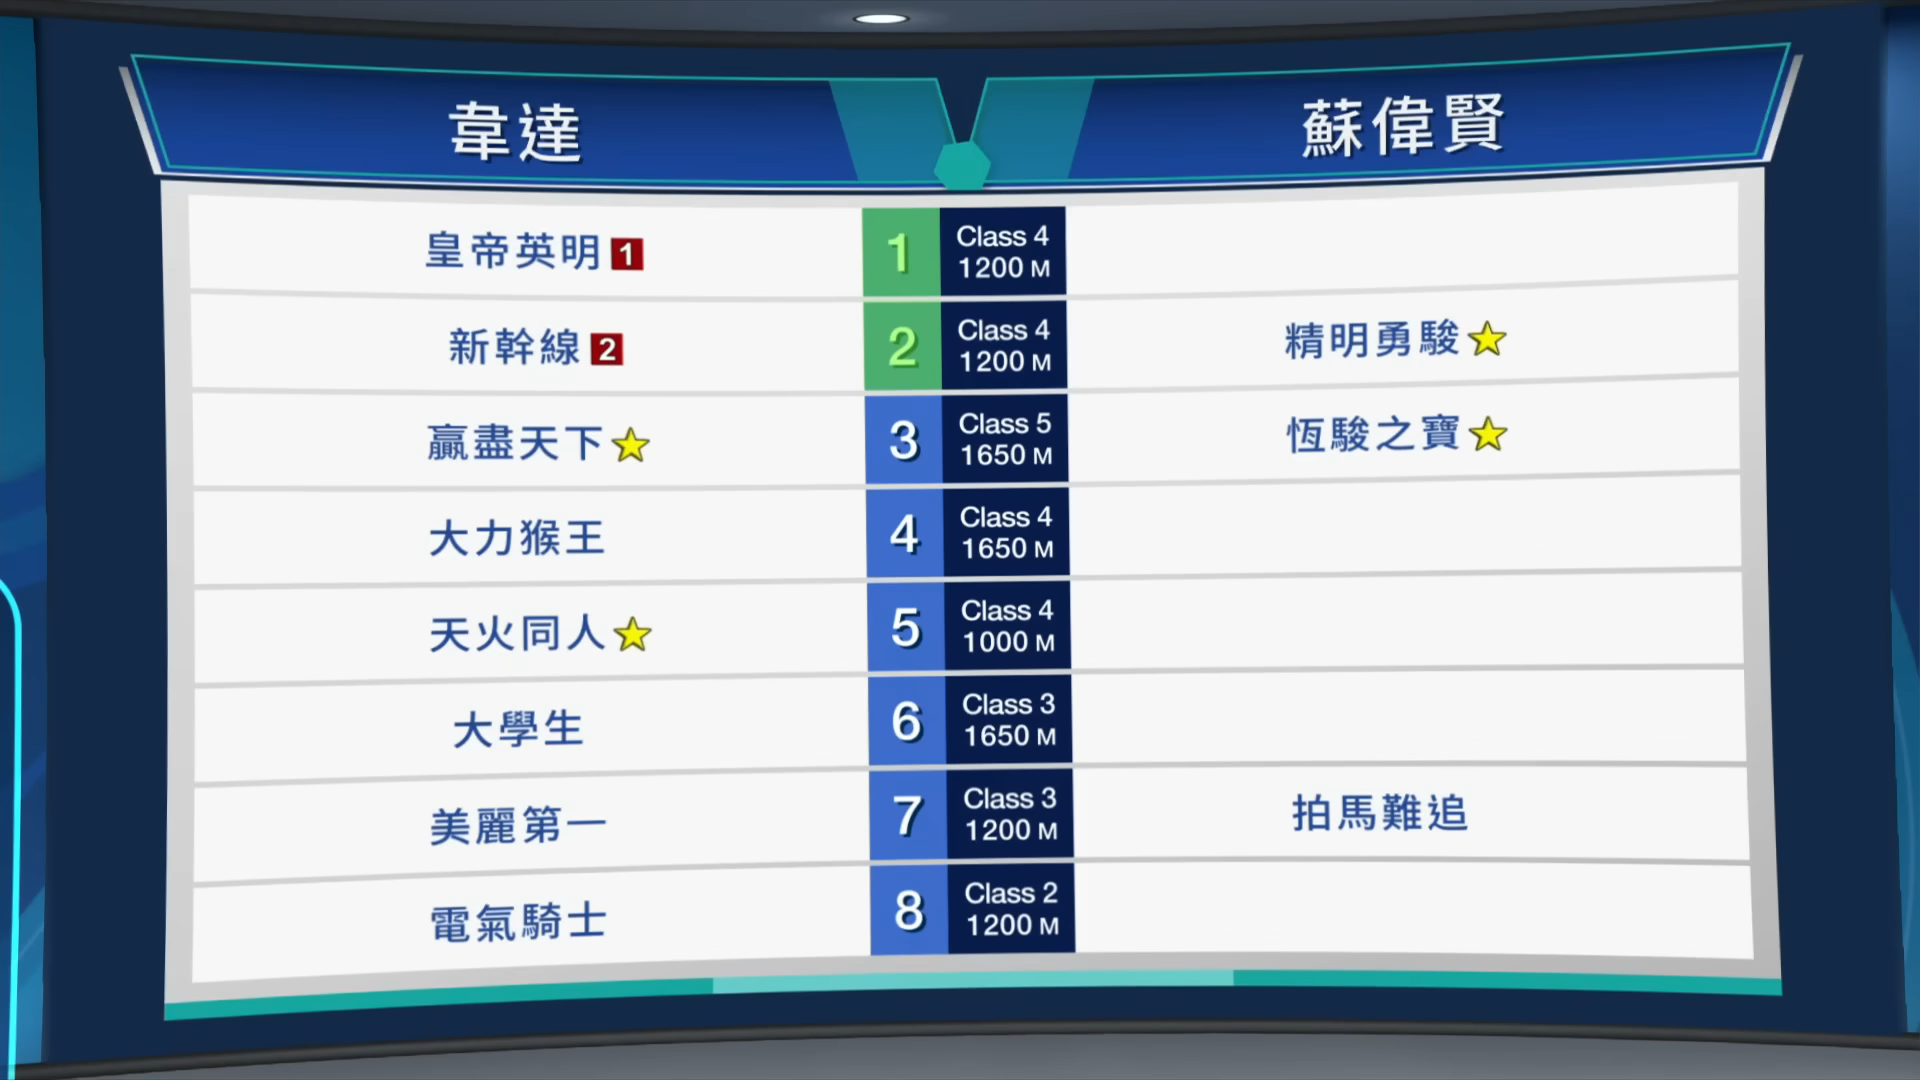 韋達
蘇偉賢
皇帝英明 1
1
Class 4
1200 M
新幹線 2
2
Class 4
1200 M
精明勇駿
贏盡天下
3
Class 5
1650 M
恆駿之寶
大力猴王
4
Class 4
1650 M
天火同人
5
Class 4
1000 M
大學生
6
Class 3
1650 M
美麗第一
7
Class 3
1200 M
拍馬難追
電氣騎士
8
Class 2
1200 M